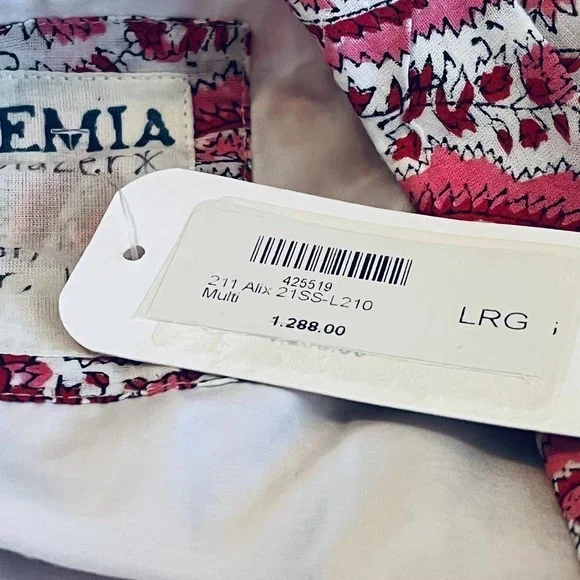 EMIA
425519
211 Alix 21SS-L210
Multi
1.288.00
LRG